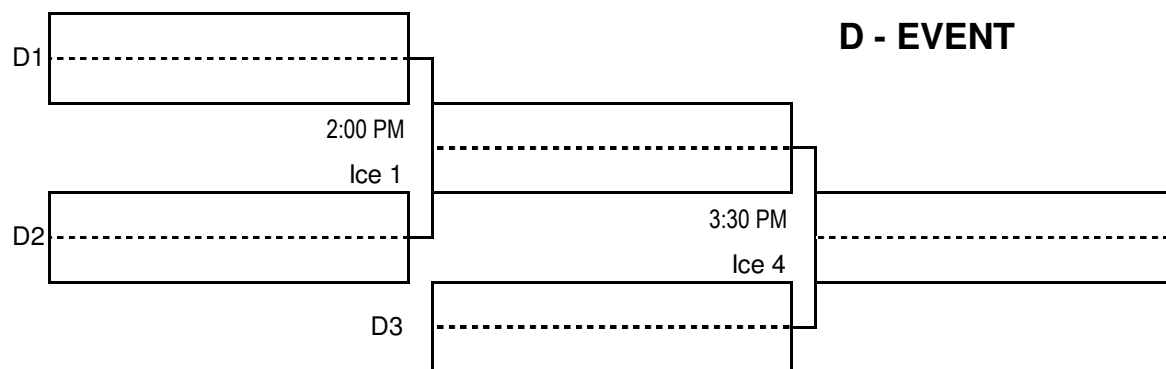 D - EVENT
D1
2:00 PM
Ice 1
D2
3:30 PM
Ice 4
D3